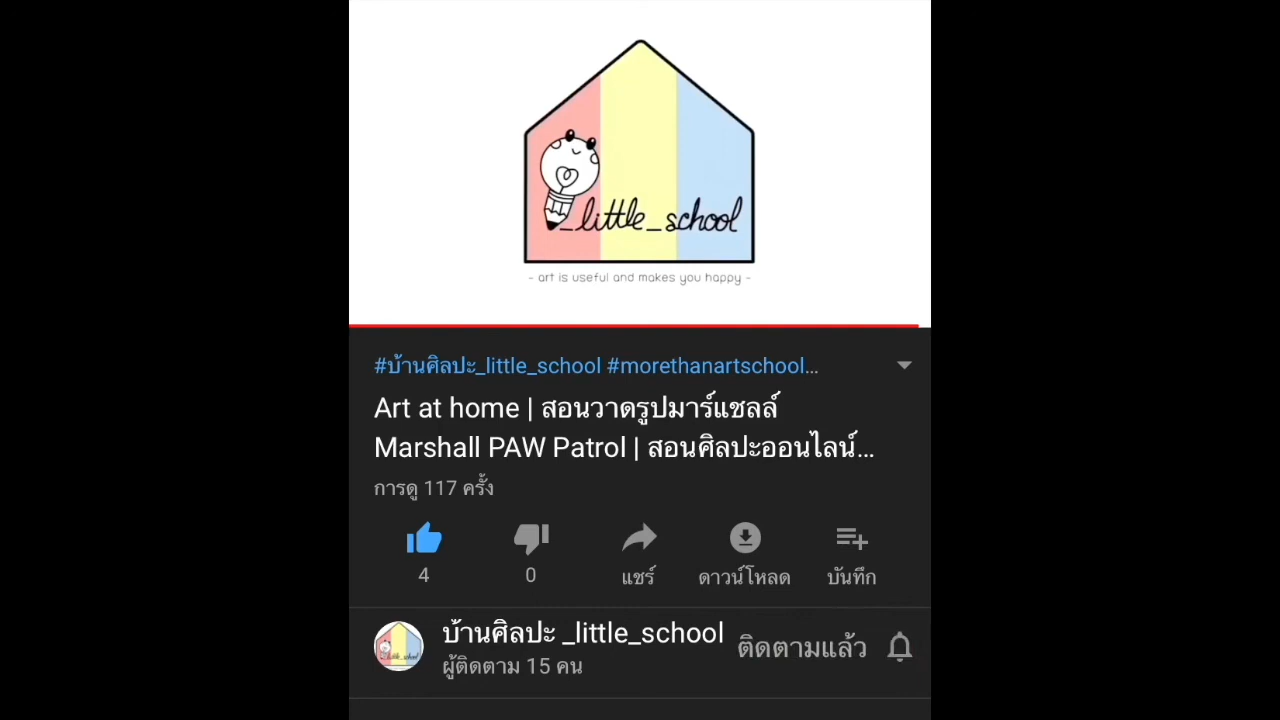 _little_school
- art is useful and makes you happy -
#บ้านศิลปะ_little_school #morethanartschool...
Art at home | สอนวาดรูปมาร์แชลล์
Marshall PAW Patrol | สอนศิลปะออนไลน์...
การดู 117 ครั้ง
4 0 แชร์ ดาวน์โหลด บันทึก
บ้านศิลปะ _little_school ติดตามแล้ว
ผู้ติดตาม 15 คน